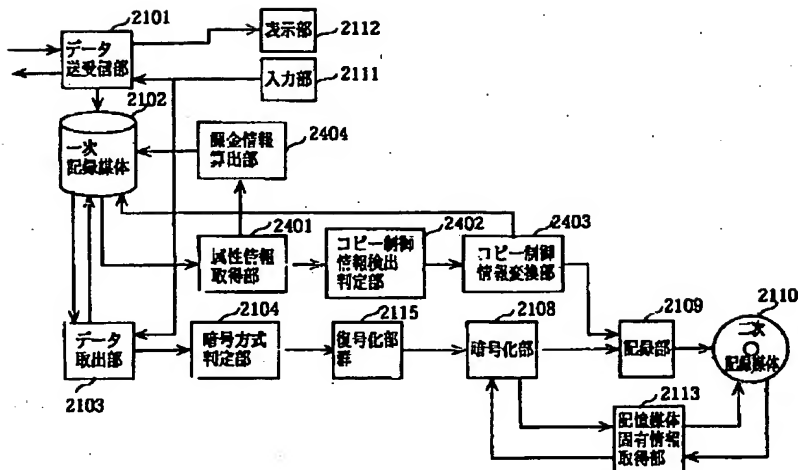 2101
データ
送受信部
表示部
2112
入力部
2111
2102
一次
記録媒体
課金情報
算出部
2404
2401
属性情報
取得部
2402
コピー制御
情報検出
判定部
2403
コピー制御
情報変換部
2110
二次
記録媒体
データ
取出部
2103
2104
暗号方式
判定部
2115
復号化部
群
2108
暗号化部
2109
記録部
2113
記憶媒体
固有情報
取得部